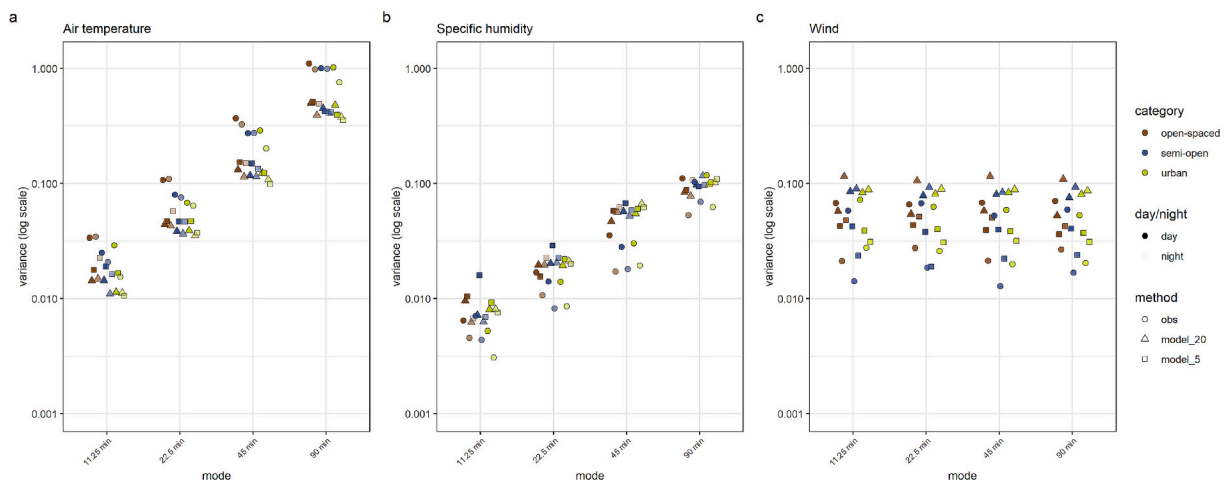 a
Air temperature
variance (log scale)
1.000
0.100
0.010
0.001
11.25 min
22.5 min
45 min
90 min
mode
b
Specific humidity
variance (log scale)
1.000
0.100
0.010
0.001
11.25 min
22.5 min
45 min
90 min
mode
c
Wind
variance (log scale)
1.000
0.100
0.010
0.001
11.25 min
22.5 min
45 min
90 min
mode
category
open-spaced
semi-open
urban
day/night
day
night
method
obs
model_20
model_5